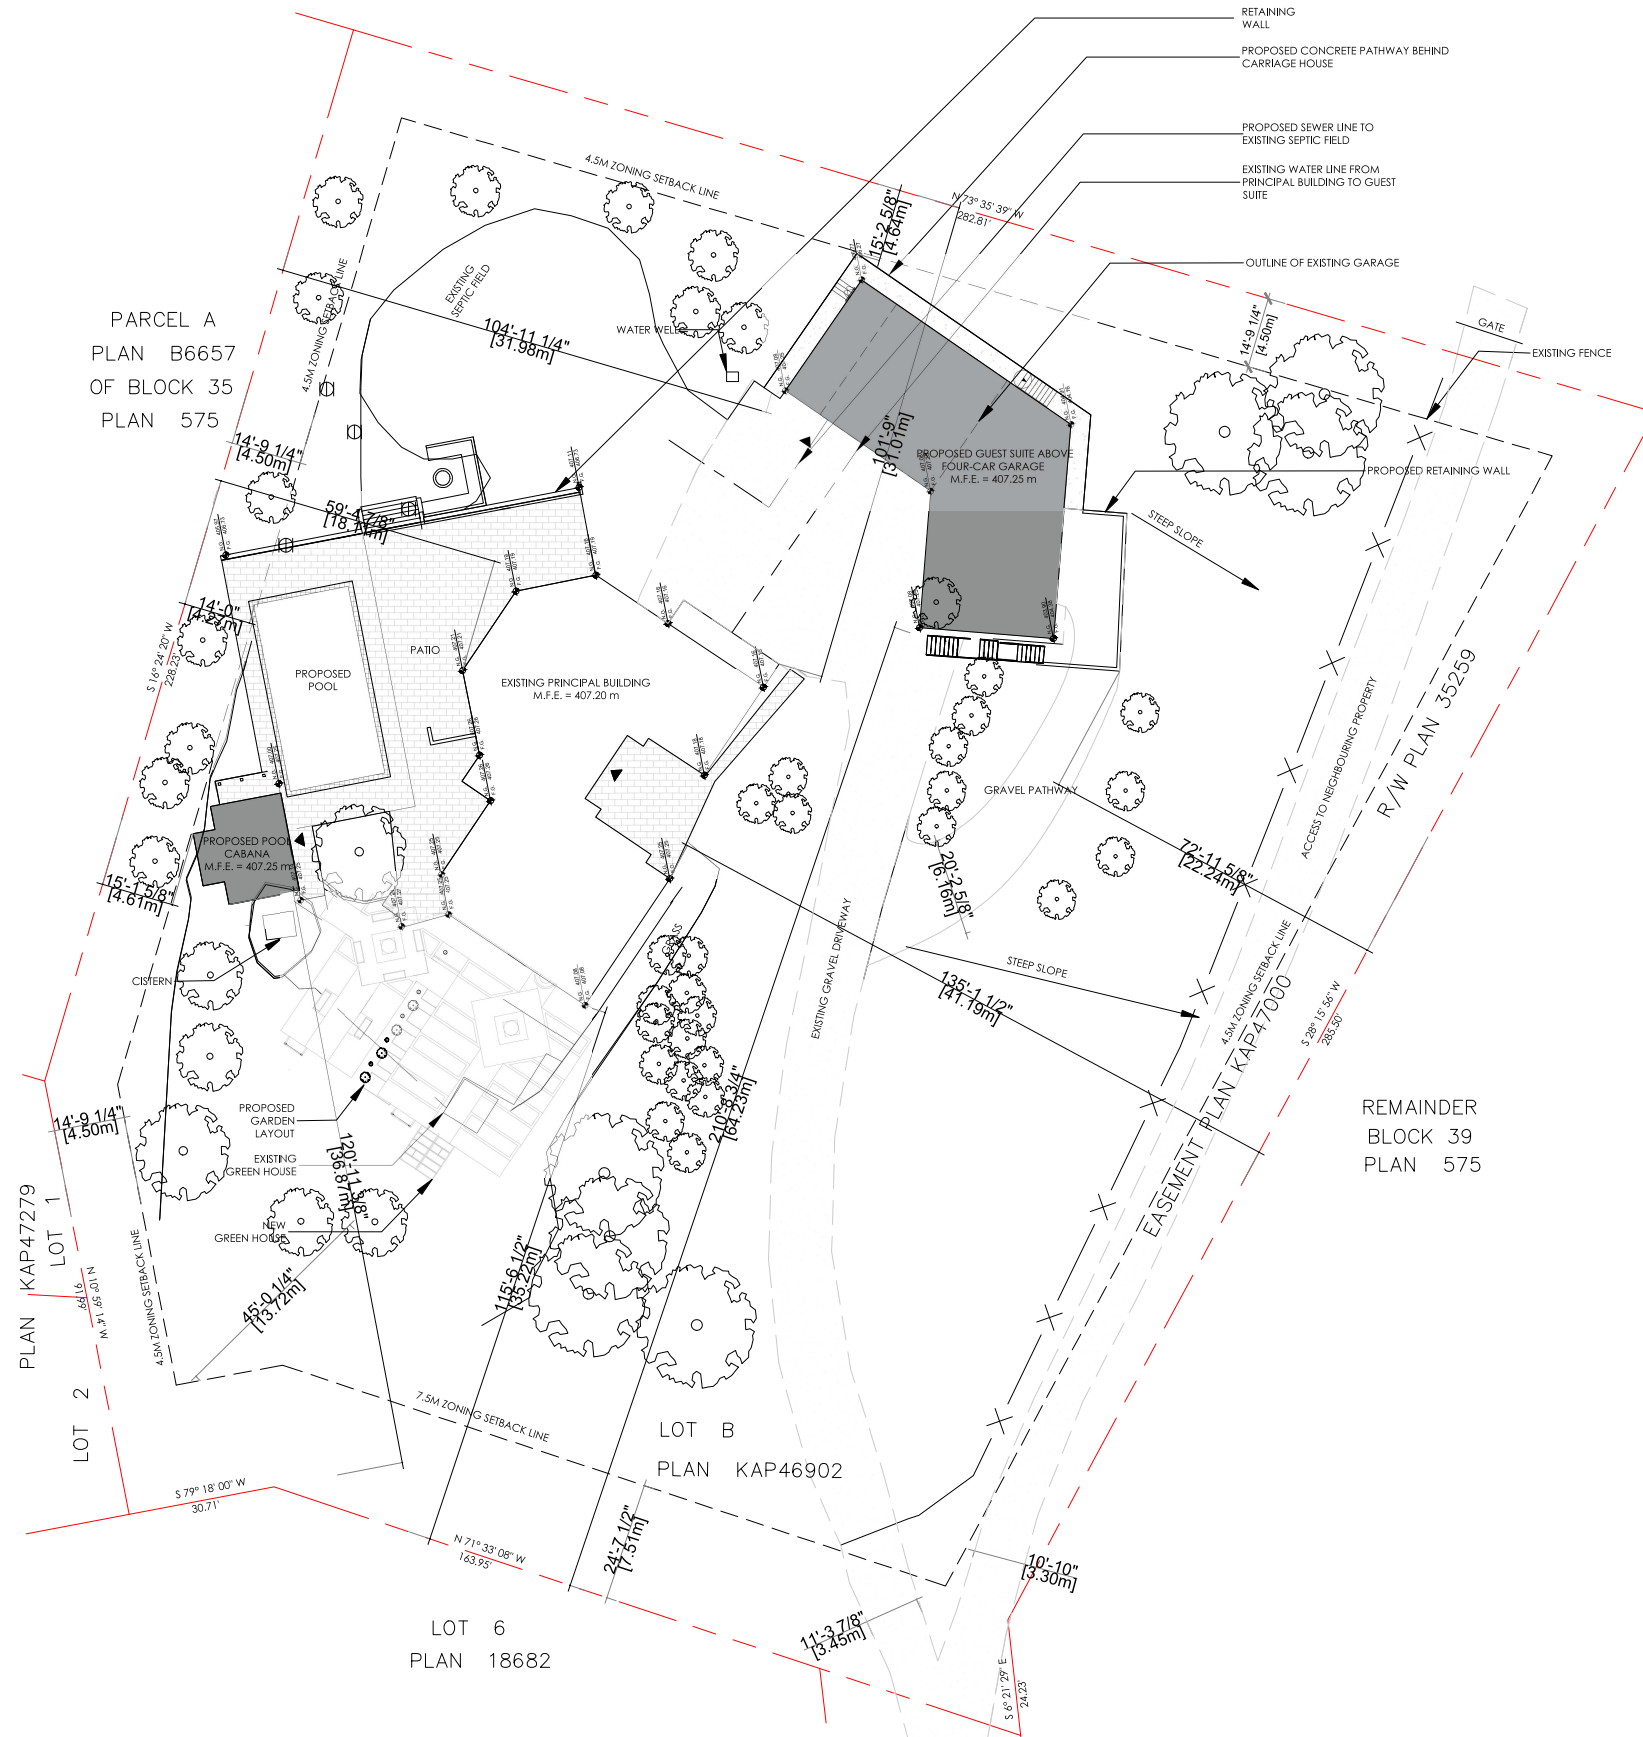 RETAINING
WALL
PROPOSED CONCRETE PATHWAY BEHIND
CARRIAGE HOUSE
PROPOSED SEWER LINE TO
EXISTING SEPTIC FIELD
EXISTING WATER LINE FROM
PRINCIPAL BUILDING TO GUEST
SUITE
OUTLINE OF EXISTING GARAGE
4.5M ZONING SETBACK LINE
N 73° 35' 39" W
282.81'
15'-2 5/8"
[4.64m]
14'-9 1/4"
[4.50m]
GATE
EXISTING FENCE
PARCEL A
PLAN B6657
OF BLOCK 35
PLAN 575
4.5M ZONING SETBACK LINE
EXISTING
SEPTIC FIELD
104'-11 1/4"
[31.98m]
WATER WELL
101'-9"
[31.01m]
PROPOSED GUEST SUITE ABOVE
FOUR-CAR GARAGE
M.F.E. = 407.25 m
PROPOSED RETAINING WALL
STEEP SLOPE
14'-9 1/4"
[4.50m]
59'-4 7/8"
[18.11m]
14'-0"
[4.27m]
S 16° 24' 20" W
228.23'
PATIO
PROPOSED
POOL
EXISTING PRINCIPAL BUILDING
M.F.E. = 407.20 m
GRAVEL PATHWAY
ACCESS TO NEIGHBOURING PROPERTY
R/W PLAN 35259
PROPOSED POOL
CABANA
M.F.E. = 407.25 m
15'-1 5/8"
[4.61m]
20'-2 5/8"
[6.16m]
72'-11 5/8"
[22.24m]
GRASS
EXISTING GRAVEL DRIVEWAY
STEEP SLOPE
135'-1 1/2"
[41.19m]
4.5M ZONING SETBACK LINE
EASEMENT PLAN KAP47000
S 28° 15' 56" W
285.50'
CISTERN
PROPOSED
GARDEN
LAYOUT
EXISTING
GREEN HOUSE
NEW
GREEN HOUSE
14'-9 1/4"
[4.50m]
120'-11 3/8"
[36.87m]
210'-8 3/4"
[64.23m]
REMAINDER
BLOCK 39
PLAN 575
PLAN KAP47279
LOT 1
LOT 2
N 10° 59' 14" W
99.16'
4.5M ZONING SETBACK LINE
45'-0 1/4"
[13.72m]
115'-6 1/2"
[35.22m]
7.5M ZONING SETBACK LINE
LOT B
PLAN KAP46902
S 79° 18' 00" W
30.71'
N 71° 33' 08" W
163.95'
24'-7 1/2"
[7.51m]
10'-10"
[3.30m]
11'-3 7/8"
[3.45m]
S 6° 21' 29" E
24.23'
LOT 6
PLAN 18682